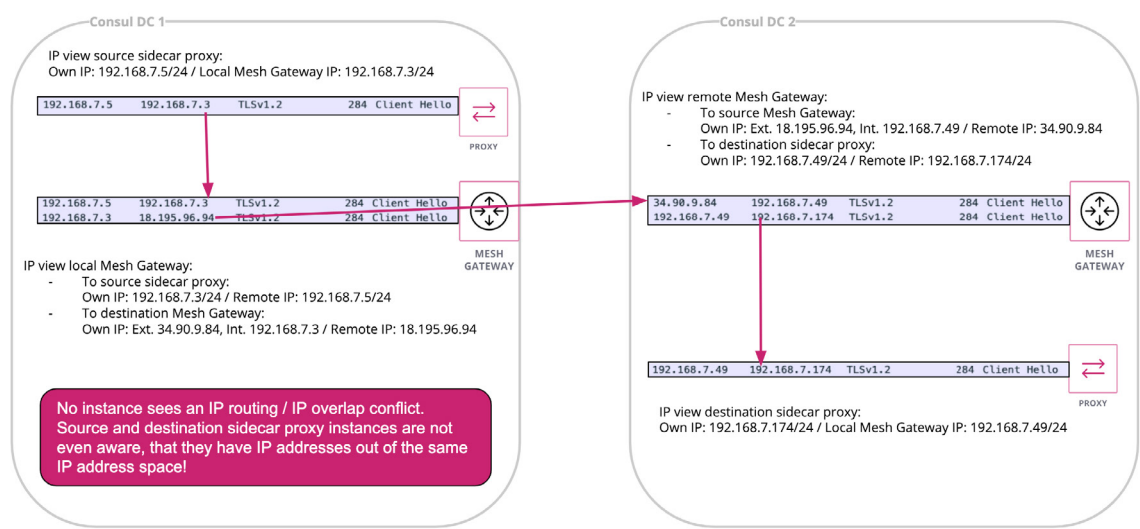 Consul DC 1
IP view source sidecar proxy:
Own IP: 192.168.7.5/24 / Local Mesh Gateway IP: 192.168.7.3/24
192.168.7.5 192.168.7.3 TLSv1.2 284 Client Hello
PROXY
192.168.7.5 192.168.7.3 TLSv1.2 284 Client Hello
192.168.7.3 18.195.96.94 TLSv1.2 284 Client Hello
MESH
GATEWAY
IP view local Mesh Gateway:
- To source sidecar proxy:
Own IP: 192.168.7.3/24 / Remote IP: 192.168.7.5/24
- To destination Mesh Gateway:
Own IP: Ext. 34.90.9.84, Int. 192.168.7.3 / Remote IP: 18.195.96.94
No instance sees an IP routing / IP overlap conflict.
Source and destination sidecar proxy instances are not
even aware, that they have IP addresses out of the same
IP address space!
Consul DC 2
IP view remote Mesh Gateway:
- To source Mesh Gateway:
Own IP: Ext. 18.195.96.94, Int. 192.168.7.49 / Remote IP: 34.90.9.84
- To destination sidecar proxy:
Own IP: 192.168.7.49/24 / Remote IP: 192.168.7.174/24
34.90.9.84 192.168.7.49 TLSv1.2 284 Client Hello
192.168.7.49 192.168.7.174 TLSv1.2 284 Client Hello
MESH
GATEWAY
192.168.7.49 192.168.7.174 TLSv1.2 284 Client Hello
PROXY
IP view destination sidecar proxy:
Own IP: 192.168.7.174/24 / Local Mesh Gateway IP: 192.168.7.49/24